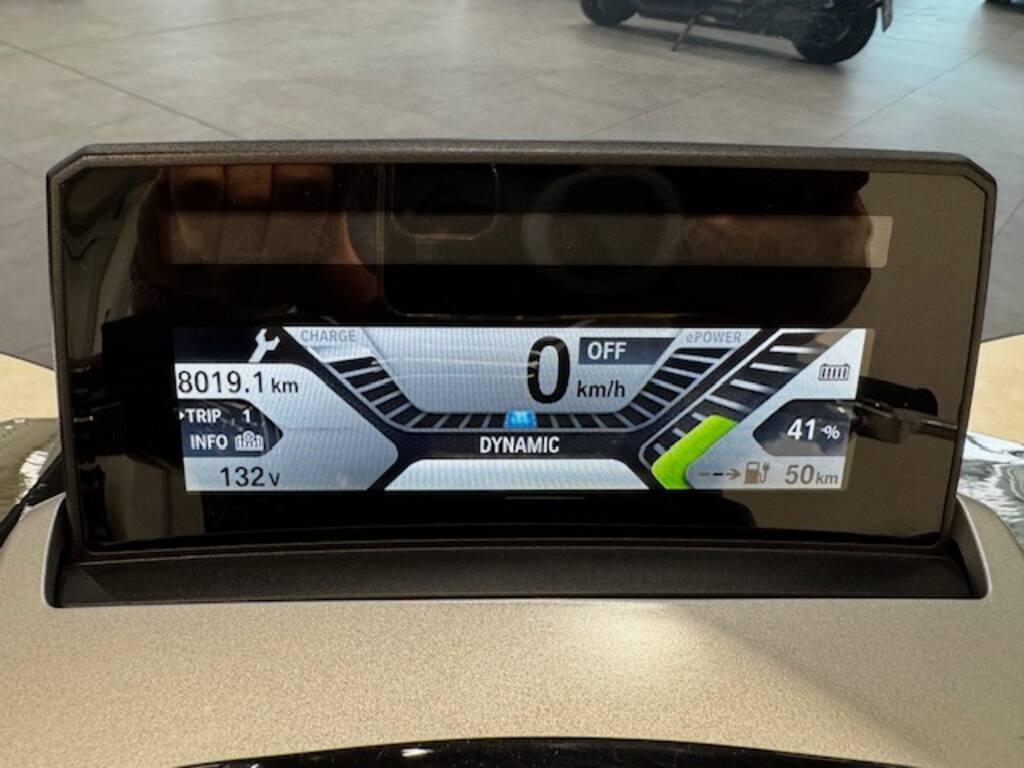 CHARGE
ePOWER
0 OFF
km/h
8019.1 km
TRIP 1
INFO
132 V
DYNAMIC
41 %
50 km